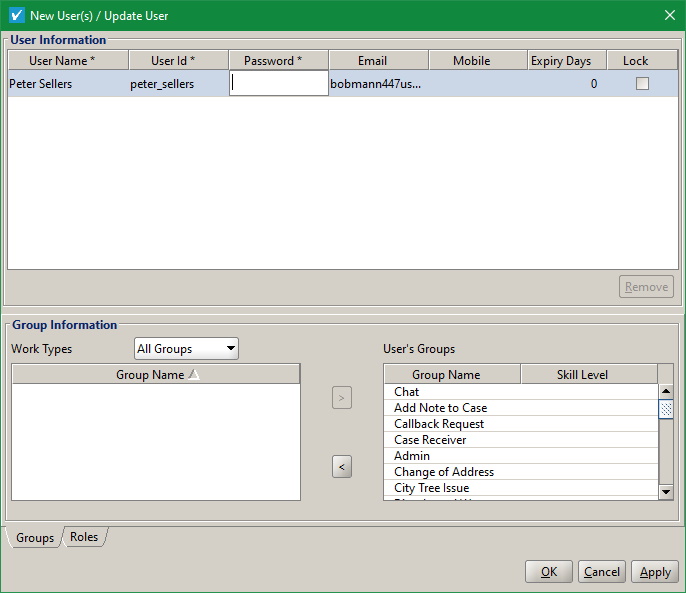 New User(s) / Update User
User Information
User Name * User Id * Password * Email Mobile Expiry Days Lock
Peter Sellers peter_sellers bobmann447us... 0
Remove
Group Information
Work Types All Groups User's Groups
Group Name Group Name Skill Level
Chat
Add Note to Case
>
Callback Request
Case Receiver
Admin
<
Change of Address
City Tree Issue
Groups Roles
OK Cancel Apply